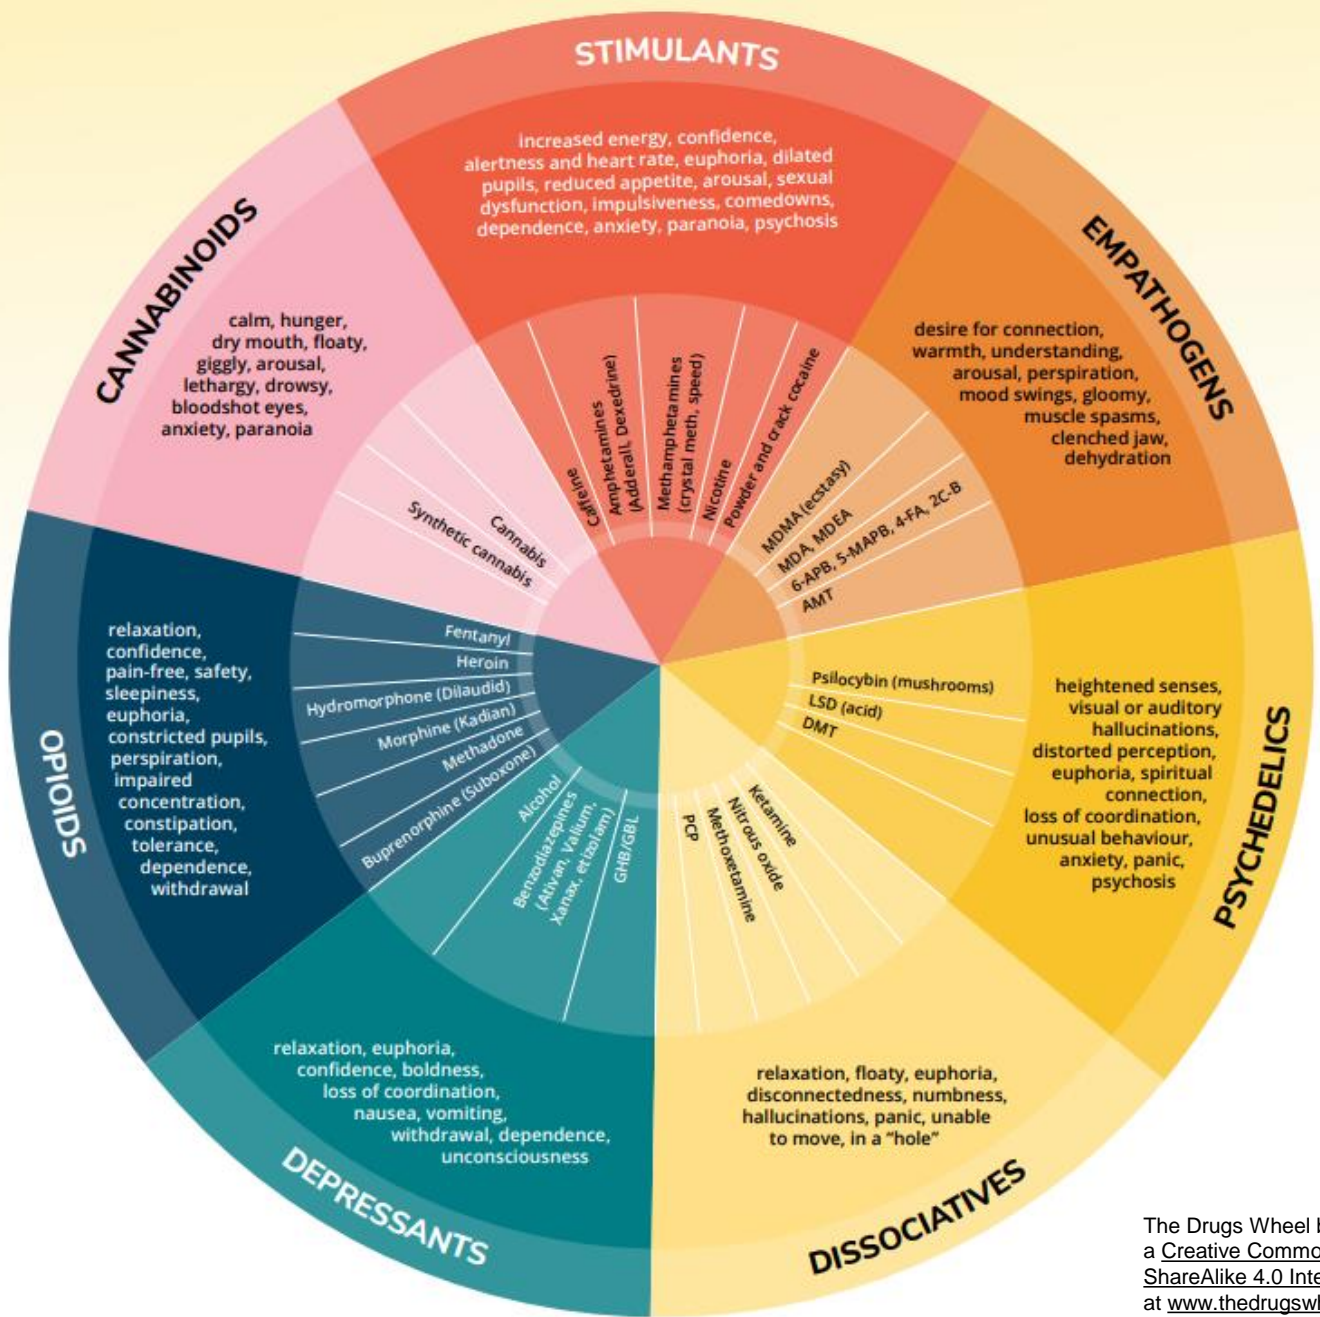 STIMULANTS
increased energy, confidence,
alertness and heart rate, euphoria, dilated
pupils, reduced appetite, arousal, sexual
dysfunction, impulsiveness, comedowns,
dependence, anxiety, paranoia, psychosis
Caffeine
Amphetamines
(Adderall, Dexedrine)
Methamphetamines
(crystal meth, speed)
Nicotine
Powder and crack cocaine
EMPATHOGENS
desire for connection,
warmth, understanding,
arousal, perspiration,
mood swings, gloomy,
muscle spasms,
clenched jaw,
dehydration
MDMA (ecstasy)
MDA, MDEA
6-APB, 5-MAPB, 4-FA, 2C-B
AMT
PSYCHEDELICS
heightened senses,
visual or auditory
hallucinations,
distorted perception,
euphoria, spiritual
connection,
loss of coordination,
unusual behaviour,
anxiety, panic,
psychosis
Psilocybin (mushrooms)
LSD (acid)
DMT
DISSOCIATIVES
relaxation, floaty, euphoria,
disconnectedness, numbness,
hallucinations, panic, unable
to move, in a “hole”
Ketamine
Nitrous oxide
Methoxetamine
PCP
DEPRESSANTS
relaxation, euphoria,
confidence, boldness,
loss of coordination,
nausea, vomiting,
withdrawal, dependence,
unconsciousness
Alcohol
Benzodiazepines
(Ativan, Valium,
Xanax, etizolam)
GHB/GBL
OPIOIDS
relaxation,
confidence,
pain-free, safety,
sleepiness,
euphoria,
constricted pupils,
perspiration,
impaired
concentration,
constipation,
tolerance,
dependence,
withdrawal
Fentanyl
Heroin
Hydromorphone (Dilaudid)
Morphine (Kadian)
Methadone
Buprenorphine (Suboxone)
CANNABINOIDS
calm, hunger,
dry mouth, floaty,
giggly, arousal,
lethargy, drowsy,
bloodshot eyes,
anxiety, paranoia
Cannabis
Synthetic cannabis
The Drugs Wheel
a Creative
ShareAlike 4.0
at